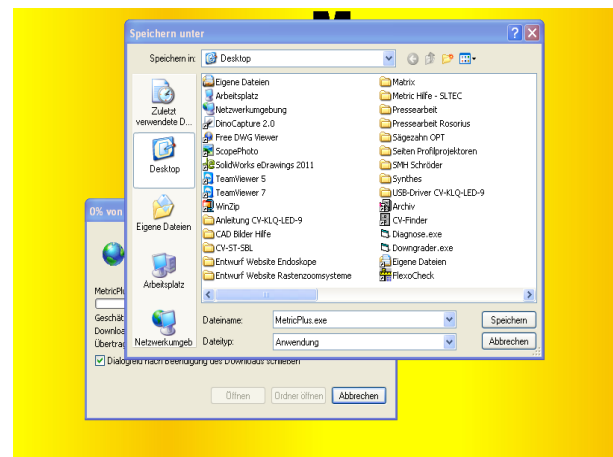 M
Speichern unter
Speichern in:
Desktop
Zuletzt
verwendete D...
Desktop
Eigene Dateien
Arbeitsplatz
Netzwerkumgeb
Eigene Dateien
Arbeitsplatz
Netzwerkumgebung
DinoCapture 2.0
Free DWG Viewer
ScopePhoto
SolidWorks eDrawings 2011
TeamViewer 5
TeamViewer 7
WinZip
Anleitung CV-KLQ-LED-9
CAD Bilder Hilfe
CV-ST-SBL
Entwurf Website Endoskope
Entwurf Website Rastenzoomsysteme
Matrix
Metric Hilfe - SLTEC
Pressearbeit
Pressearbeit Rosorius
Sägezahn OPT
Seiten Profilprojektoren
SMH Schröder
Synthes
USB-Driver CV-KLQ-LED-9
Archiv
CV-Finder
Diagnose.exe
Downgrader.exe
Eigene Dateien
FlexoCheck
Dateiname:
MetricPlus.exe
Speichern
Dateityp:
Anwendung
Abbrechen
0% von
MetricPlu
Geschät
Downloa
Übertrag
Dialogfeld nach Beendigung des Downloads schließen
Öffnen
Ordner öffnen
Abbrechen